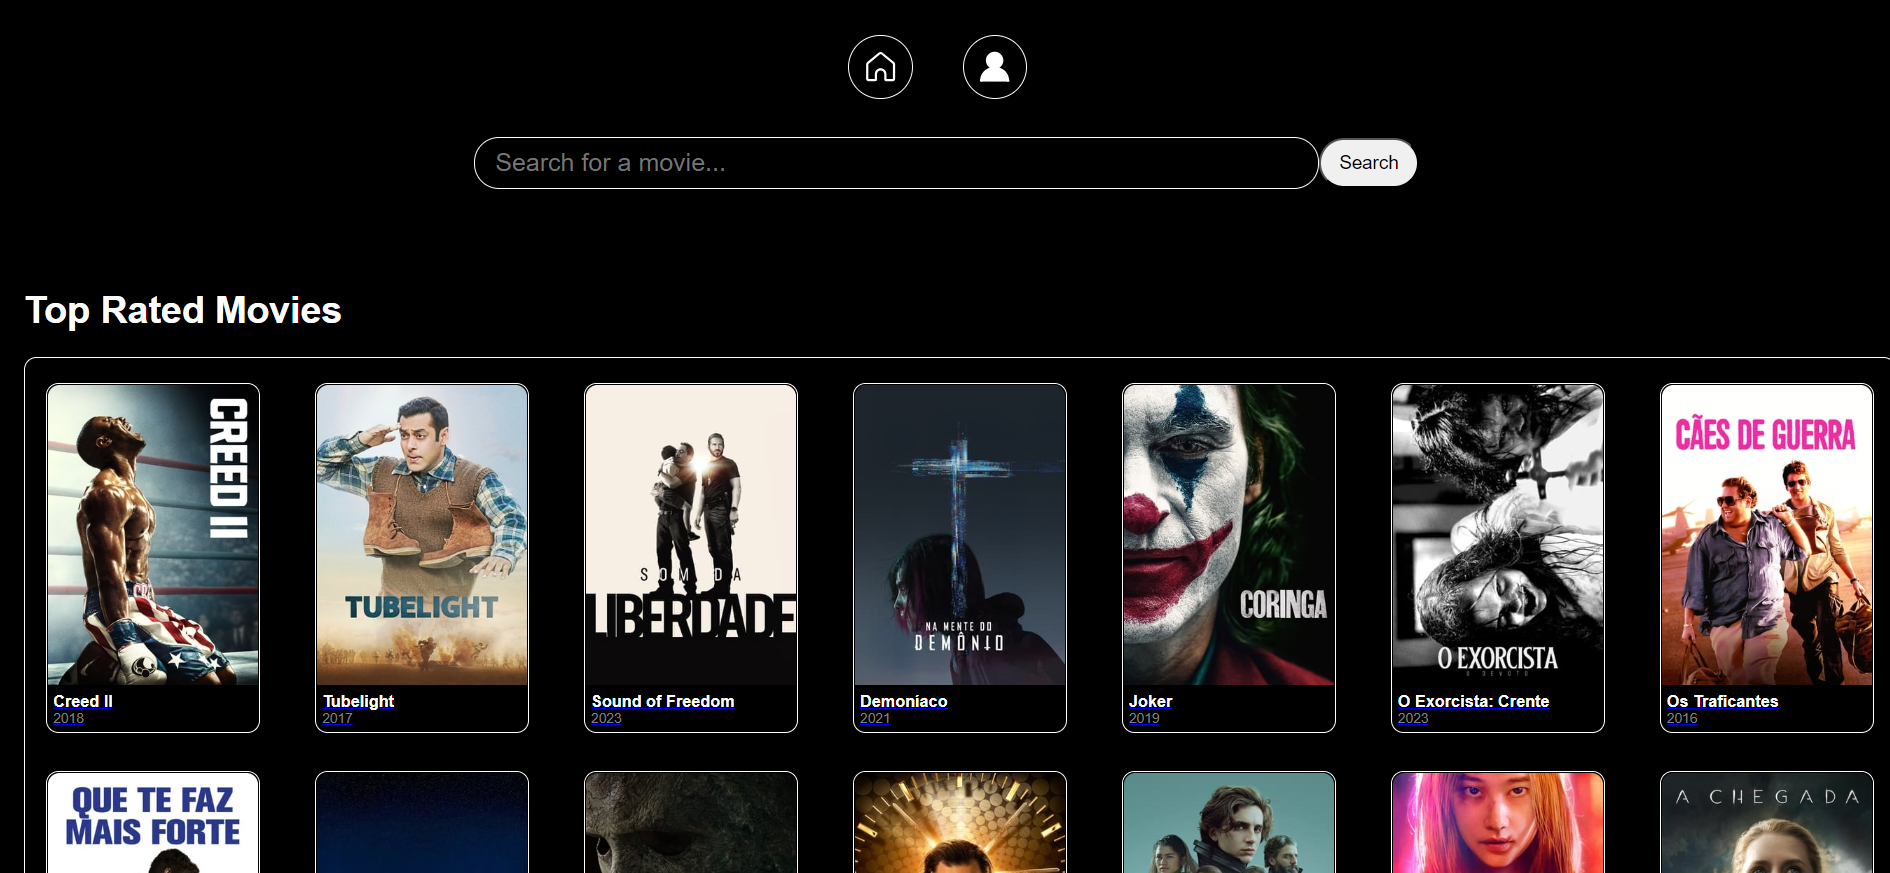 Search for a movie...
Search
Top Rated Movies
CREED II
TUBELIGHT
SOM DA
LIBERDADE
NA MENTE DO
DEMÔNIO
CORINGA
O EXORCISTA
O DEVOTO
CÃES DE GUERRA
Creed II
2018
Tubelight
2017
Sound of Freedom
2023
Demoníaco
2021
Joker
2019
O Exorcista: Crente
2023
Os Traficantes
2016
QUE TE FAZ
MAIS FORTE
A CHEGADA